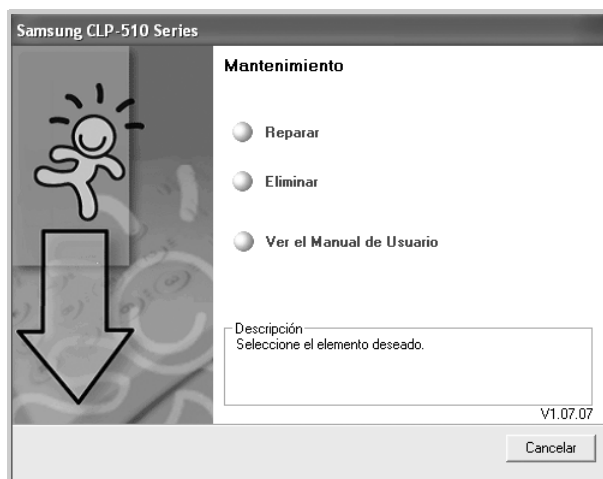 Samsung CLP-510 Series
Mantenimiento
Reparar
Eliminar
Ver el Manual de Usuario
Descripción
Seleccione el elemento deseado.
V1.07.07
Cancelar